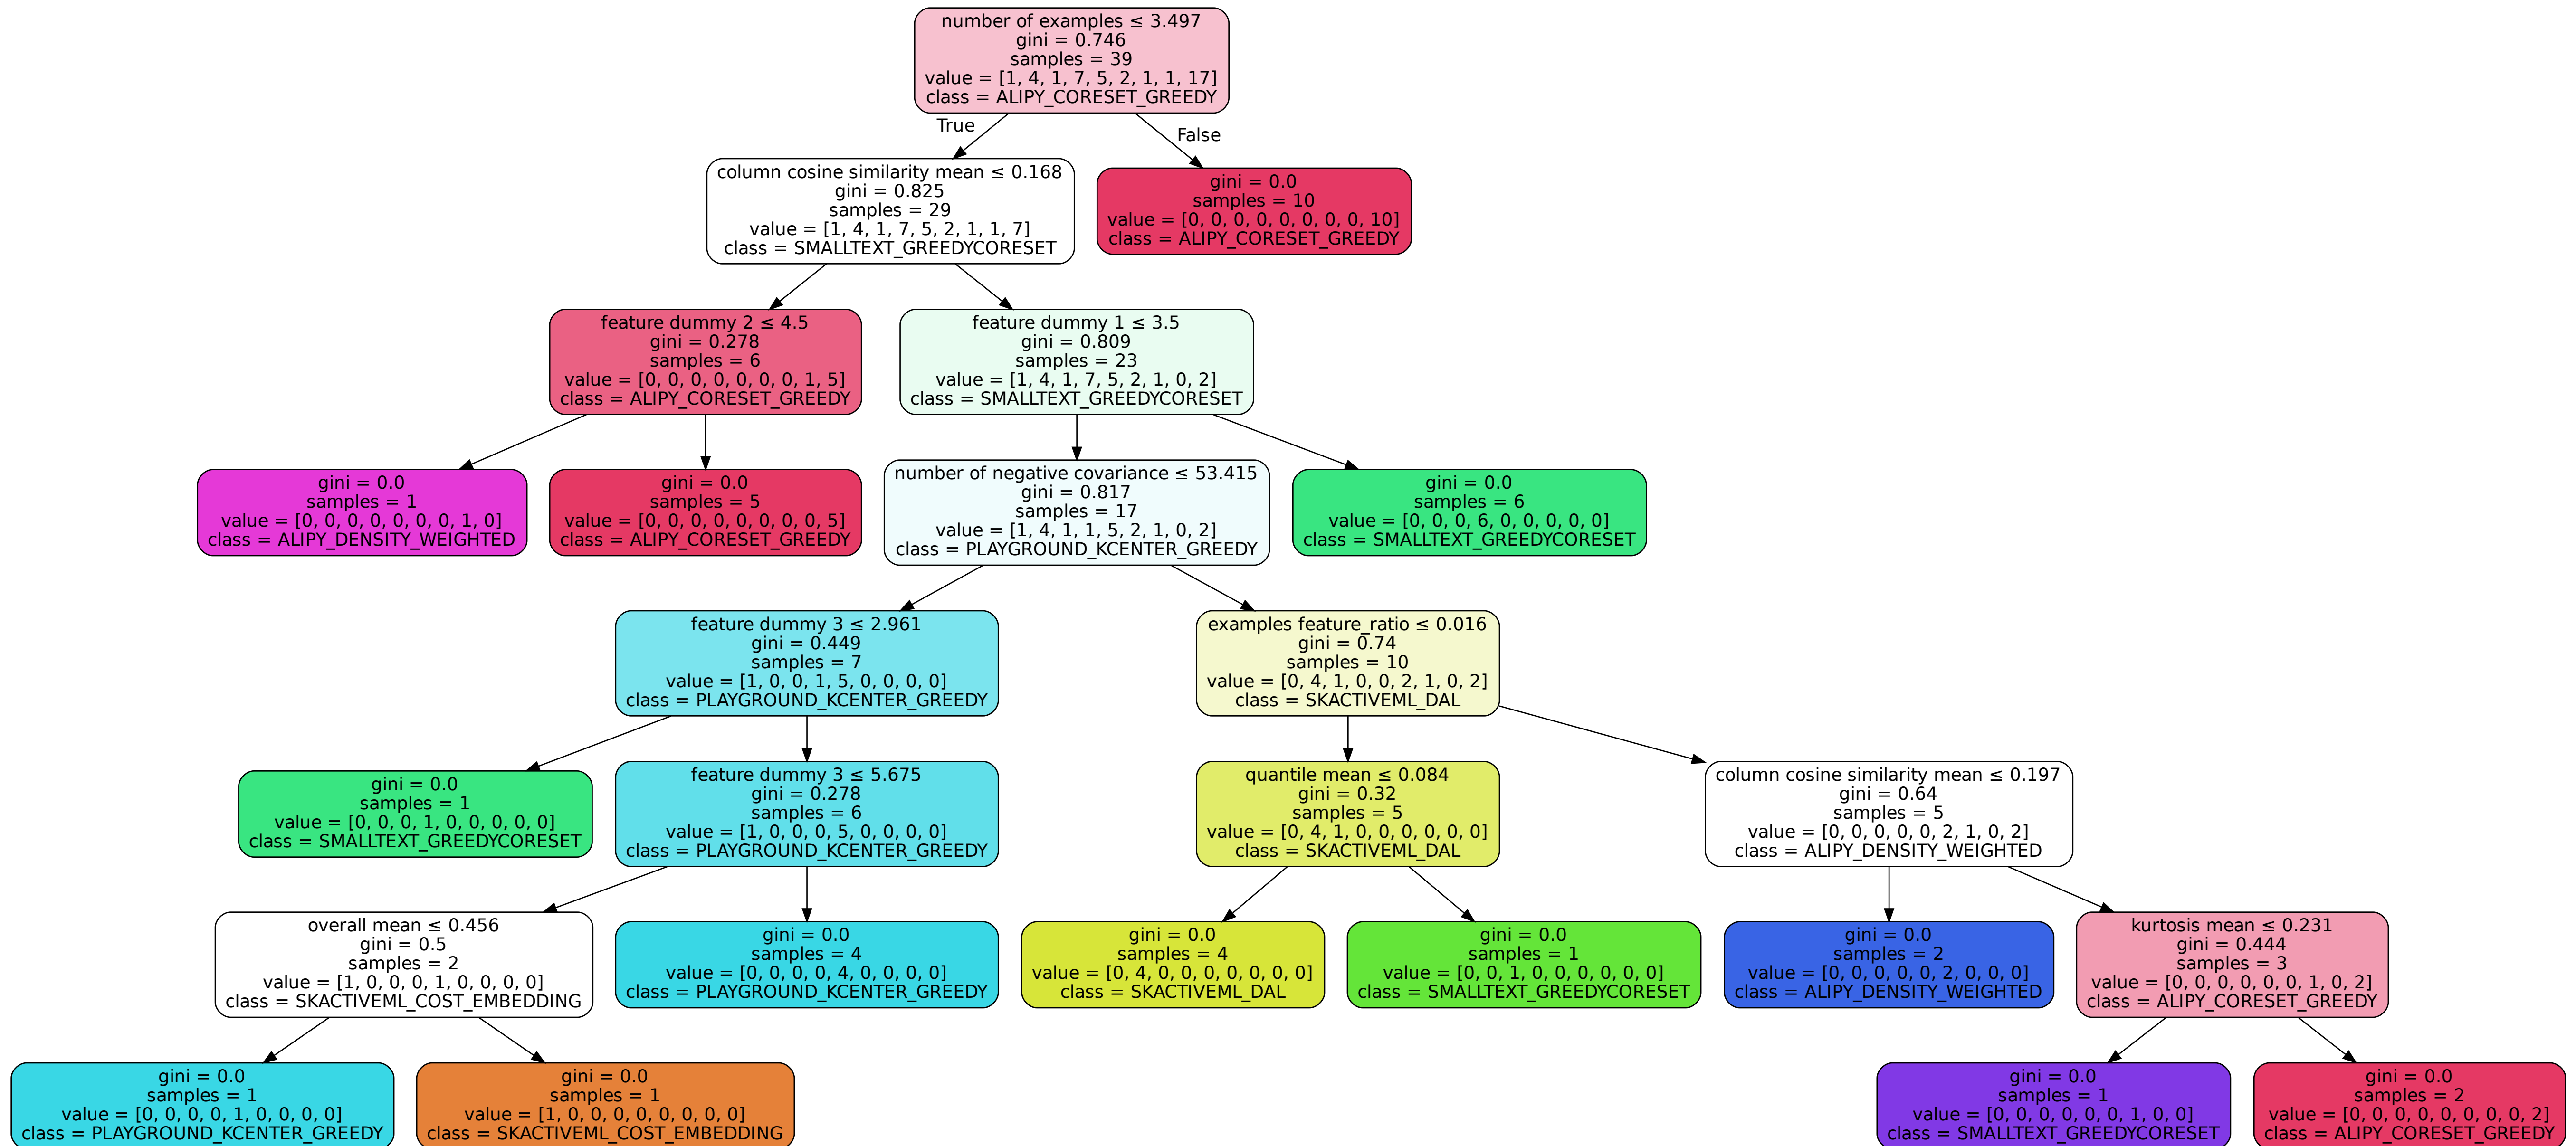 number of examples ≤ 3.497
gini = 0.746
samples = 39
value = [1, 4, 1, 7, 5, 2, 1, 1, 17]
class = ALIPY_CORESET_GREEDY
True
False
column cosine similarity mean ≤ 0.168
gini = 0.825
samples = 29
value = [1, 4, 1, 7, 5, 2, 1, 1, 7]
class = SMALLTEXT_GREEDYCORESET
gini = 0.0
samples = 10
value = [0, 0, 0, 0, 0, 0, 0, 0, 10]
class = ALIPY_CORESET_GREEDY
feature dummy 2 ≤ 4.5
gini = 0.278
samples = 6
value = [0, 0, 0, 0, 0, 0, 0, 1, 5]
class = ALIPY_CORESET_GREEDY
feature dummy 1 ≤ 3.5
gini = 0.809
samples = 23
value = [1, 4, 1, 7, 5, 2, 1, 0, 2]
class = SMALLTEXT_GREEDYCORESET
gini = 0.0
samples = 1
value = [0, 0, 0, 0, 0, 0, 0, 1, 0]
class = ALIPY_DENSITY_WEIGHTED
gini = 0.0
samples = 5
value = [0, 0, 0, 0, 0, 0, 0, 0, 5]
class = ALIPY_CORESET_GREEDY
number of negative covariance ≤ 53.415
gini = 0.817
samples = 17
value = [1, 4, 1, 1, 5, 2, 1, 0, 2]
class = PLAYGROUND_KCENTER_GREEDY
gini = 0.0
samples = 6
value = [0, 0, 0, 6, 0, 0, 0, 0, 0]
class = SMALLTEXT_GREEDYCORESET
feature dummy 3 ≤ 2.961
gini = 0.449
samples = 7
value = [1, 0, 0, 1, 5, 0, 0, 0, 0]
class = PLAYGROUND_KCENTER_GREEDY
examples feature_ratio ≤ 0.016
gini = 0.74
samples = 10
value = [0, 4, 1, 0, 0, 2, 1, 0, 2]
class = SKACTIVEML_DAL
gini = 0.0
samples = 1
value = [0, 0, 0, 1, 0, 0, 0, 0, 0]
class = SMALLTEXT_GREEDYCORESET
feature dummy 3 ≤ 5.675
gini = 0.278
samples = 6
value = [1, 0, 0, 0, 5, 0, 0, 0, 0]
class = PLAYGROUND_KCENTER_GREEDY
quantile mean ≤ 0.084
gini = 0.32
samples = 5
value = [0, 4, 1, 0, 0, 0, 0, 0, 0]
class = SKACTIVEML_DAL
column cosine similarity mean ≤ 0.197
gini = 0.64
samples = 5
value = [0, 0, 0, 0, 0, 2, 1, 0, 2]
class = ALIPY_DENSITY_WEIGHTED
overall mean ≤ 0.456
gini = 0.5
samples = 2
value = [1, 0, 0, 0, 1, 0, 0, 0, 0]
class = SKACTIVEML_COST_EMBEDDING
gini = 0.0
samples = 4
value = [0, 0, 0, 0, 4, 0, 0, 0, 0]
class = PLAYGROUND_KCENTER_GREEDY
gini = 0.0
samples = 4
value = [0, 4, 0, 0, 0, 0, 0, 0, 0]
class = SKACTIVEML_DAL
gini = 0.0
samples = 1
value = [0, 0, 1, 0, 0, 0, 0, 0, 0]
class = SMALLTEXT_GREEDYCORESET
gini = 0.0
samples = 2
value = [0, 0, 0, 0, 0, 2, 0, 0, 0]
class = ALIPY_DENSITY_WEIGHTED
kurtosis mean ≤ 0.231
gini = 0.444
samples = 3
value = [0, 0, 0, 0, 0, 0, 1, 0, 2]
class = ALIPY_CORESET_GREEDY
gini = 0.0
samples = 1
value = [0, 0, 0, 0, 1, 0, 0, 0, 0]
class = PLAYGROUND_KCENTER_GREEDY
gini = 0.0
samples = 1
value = [1, 0, 0, 0, 0, 0, 0, 0, 0]
class = SKACTIVEML_COST_EMBEDDING
gini = 0.0
samples = 1
value = [0, 0, 0, 0, 0, 0, 1, 0, 0]
class = SMALLTEXT_GREEDYCORESET
gini = 0.0
samples = 2
value = [0, 0, 0, 0, 0, 0, 0, 0, 2]
class = ALIPY_CORESET_GREEDY